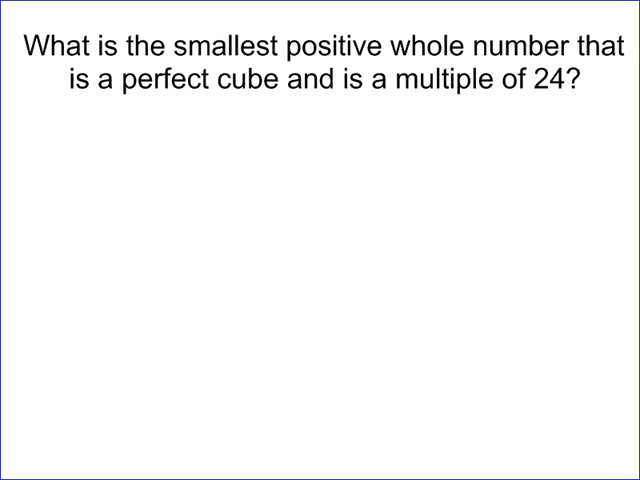 What is the smallest positive whole number that
is a perfect cube and is a multiple of 24?